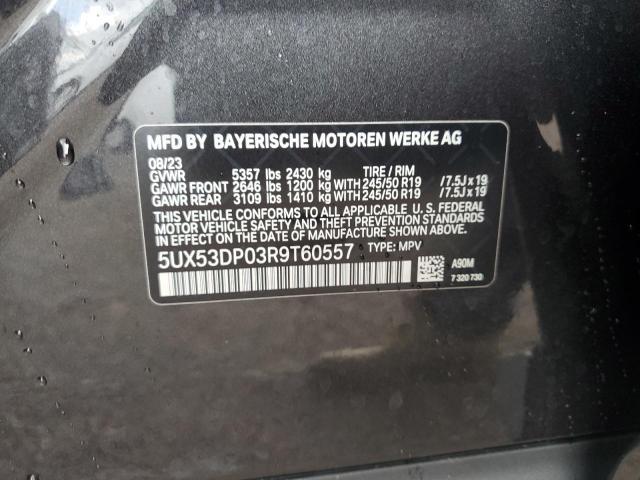 MFD BY BAYERISCHE MOTOREN WERKE AG
08/23
GVWR 5357 lbs 2430 kg TIRE / RIM
GAWR FRONT 2646 lbs 1200 kg WITH 245/50 R19 / 7.5J x 19
GAWR REAR 3109 lbs 1410 kg WITH 245/50 R19 / 7.5J x 19
THIS VEHICLE CONFORMS TO ALL APPLICABLE U. S. FEDERAL
MOTOR VEHICLE SAFETY AND THEFT PREVENTION STANDARDS
IN EFFECT ON THE DATE OF MANUFACTURE SHOWN ABOVE.
5UX53DP03R9T60557 TYPE: MPV
A90M
7 320 730